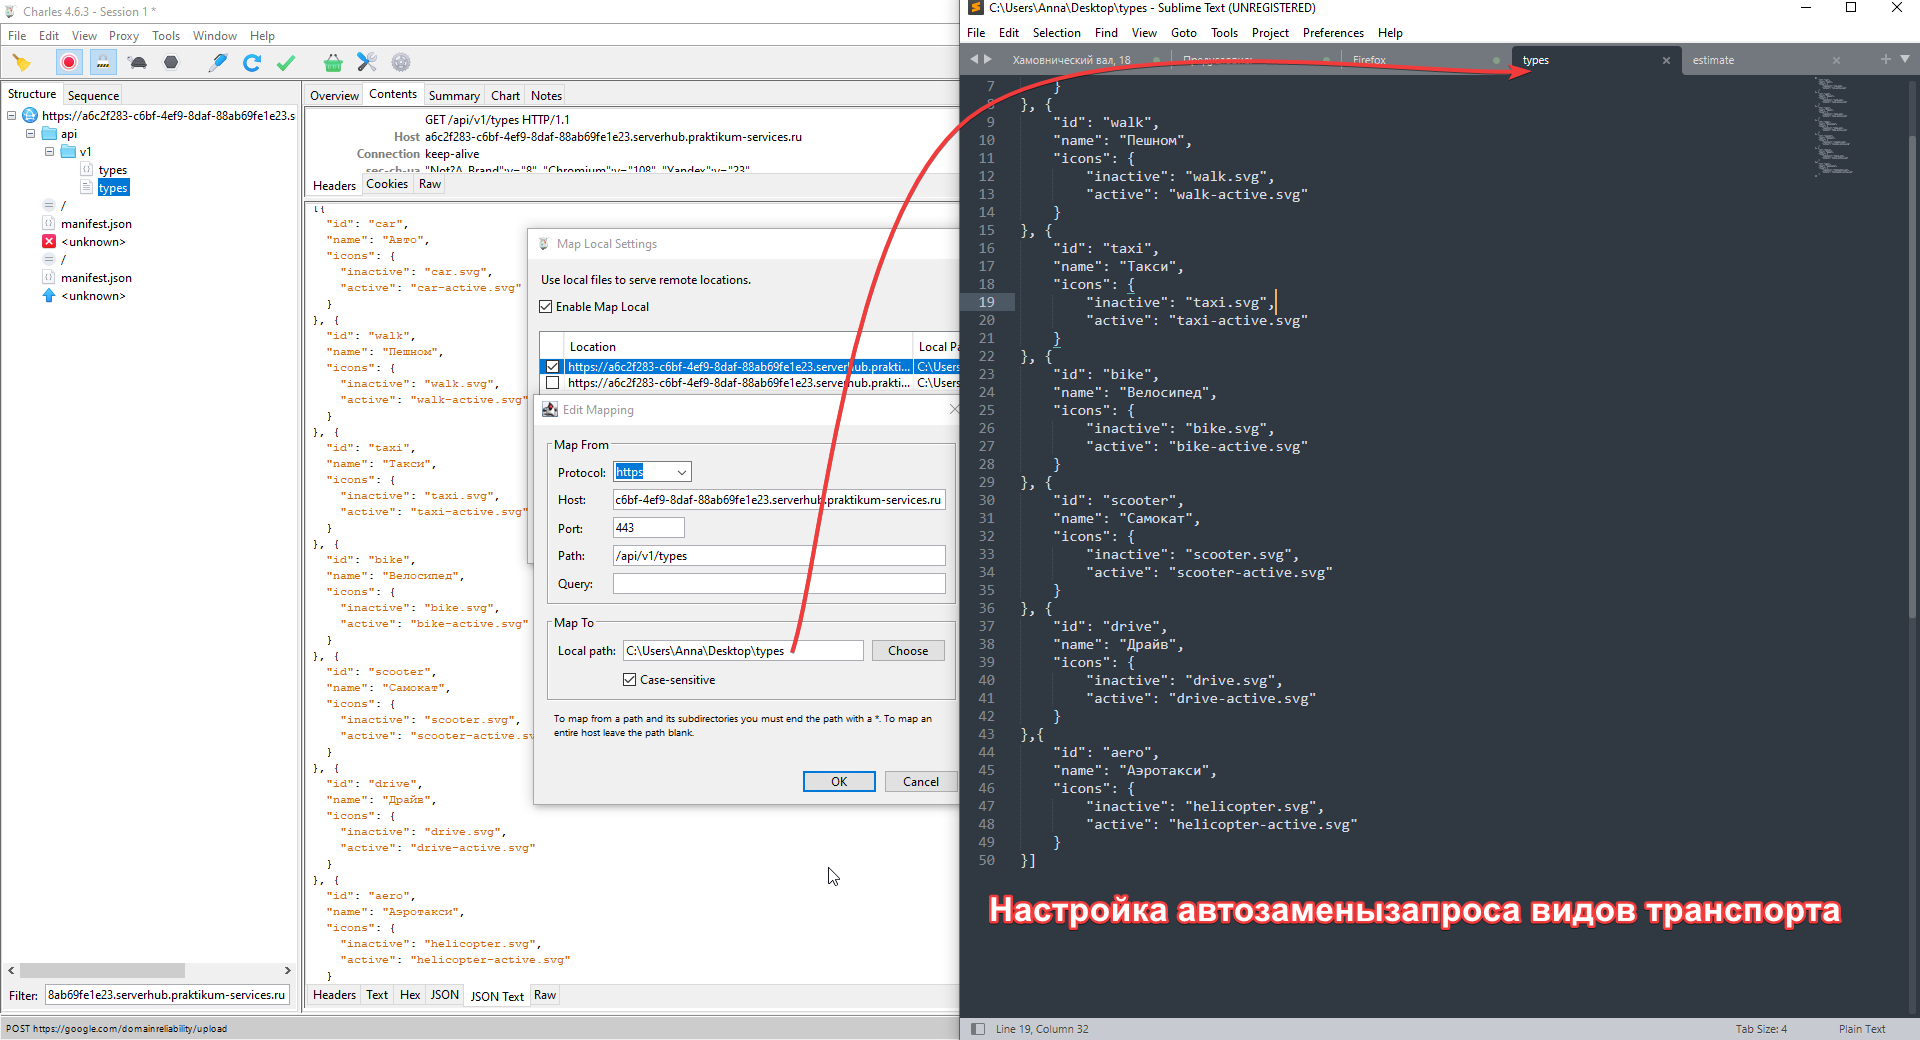 Charles 4.6.3 - Session 1 *
File Edit View Proxy Tools Window Help
Structure Sequence
https://a6c2f283-c6bf-4ef9-8daf-88ab69fe1e23.s
api
v1
types
types
/
manifest.json
<unknown>
/
manifest.json
<unknown>
Filter: 8ab69fe1e23.serverhub.praktikum-services.ru
POST https://google.com/domainreliability/upload
Overview Contents Summary Chart Notes
GET /api/v1/types HTTP/1.1
Host a6c2f283-c6bf-4ef9-8daf-88ab69fe1e23.serverhub.praktikum-services.ru
Connection keep-alive
sec-ch-ua "Not?A_Brand";v="8", "Chromium";v="108", "Yandex";v="23"
Headers Cookies Raw
[{
"id": "car",
"name": "Авто",
"icons": {
"inactive": "car.svg",
"active": "car-active.svg"
}
}, {
"id": "walk",
"name": "Пешком",
"icons": {
"inactive": "walk.svg",
"active": "walk-active.svg"
}
}, {
"id": "taxi",
"name": "Такси",
"icons": {
"inactive": "taxi.svg",
"active": "taxi-active.svg"
}
}, {
"id": "bike",
"name": "Велосипед",
"icons": {
"inactive": "bike.svg",
"active": "bike-active.svg"
}
}, {
"id": "scooter",
"name": "Самокат",
"icons": {
"inactive": "scooter.svg",
"active": "scooter-active.sv
}
}, {
"id": "drive",
"name": "Драйв",
"icons": {
"inactive": "drive.svg",
"active": "drive-active.svg"
}
}, {
"id": "aero",
"name": "Аэротакси",
"icons": {
"inactive": "helicopter.svg",
"active": "helicopter-active.svg"
}
Headers Text Hex JSON JSON Text Raw
Map Local Settings
Use local files to serve remote locations.
Enable Map Local
Location Local Pa
https://a6c2f283-c6bf-4ef9-8daf-88ab69fe1e23.serverhub.prakti... C:\Users
https://a6c2f283-c6bf-4ef9-8daf-88ab69fe1e23.serverhub.prakti... C:\Users
Edit Mapping
Map From
Protocol: https
Host: c6bf-4ef9-8daf-88ab69fe1e23.serverhub.praktikum-services.ru
Port: 443
Path: /api/v1/types
Query:
Map To
Local path: C:\Users\Anna\Desktop\types Choose
Case-sensitive
To map from a path and its subdirectories you must end the path with a *. To map an
entire host leave the path blank.
OK Cancel
C:\Users\Anna\Desktop\types - Sublime Text (UNREGISTERED)
File Edit Selection Find View Goto Tools Project Preferences Help
Хамовнический вал, 18 Firefox types estimate
7 }
8 }, {
9 "id": "walk",
10 "name": "Пешком",
11 "icons": {
12 "inactive": "walk.svg",
13 "active": "walk-active.svg"
14 }
15 }, {
16 "id": "taxi",
17 "name": "Такси",
18 "icons": {
19 "inactive": "taxi.svg",
20 "active": "taxi-active.svg"
21 }
22 }, {
23 "id": "bike",
24 "name": "Велосипед",
25 "icons": {
26 "inactive": "bike.svg",
27 "active": "bike-active.svg"
28 }
29 }, {
30 "id": "scooter",
31 "name": "Самокат",
32 "icons": {
33 "inactive": "scooter.svg",
34 "active": "scooter-active.svg"
35 }
36 }, {
37 "id": "drive",
38 "name": "Драйв",
39 "icons": {
40 "inactive": "drive.svg",
41 "active": "drive-active.svg"
42 }
43 },{
44 "id": "aero",
45 "name": "Аэротакси",
46 "icons": {
47 "inactive": "helicopter.svg",
48 "active": "helicopter-active.svg"
49 }
50 }]
Настройка автозаменызапроса видов транспорта
Line 19, Column 32 Tab Size: 4 Plain Text